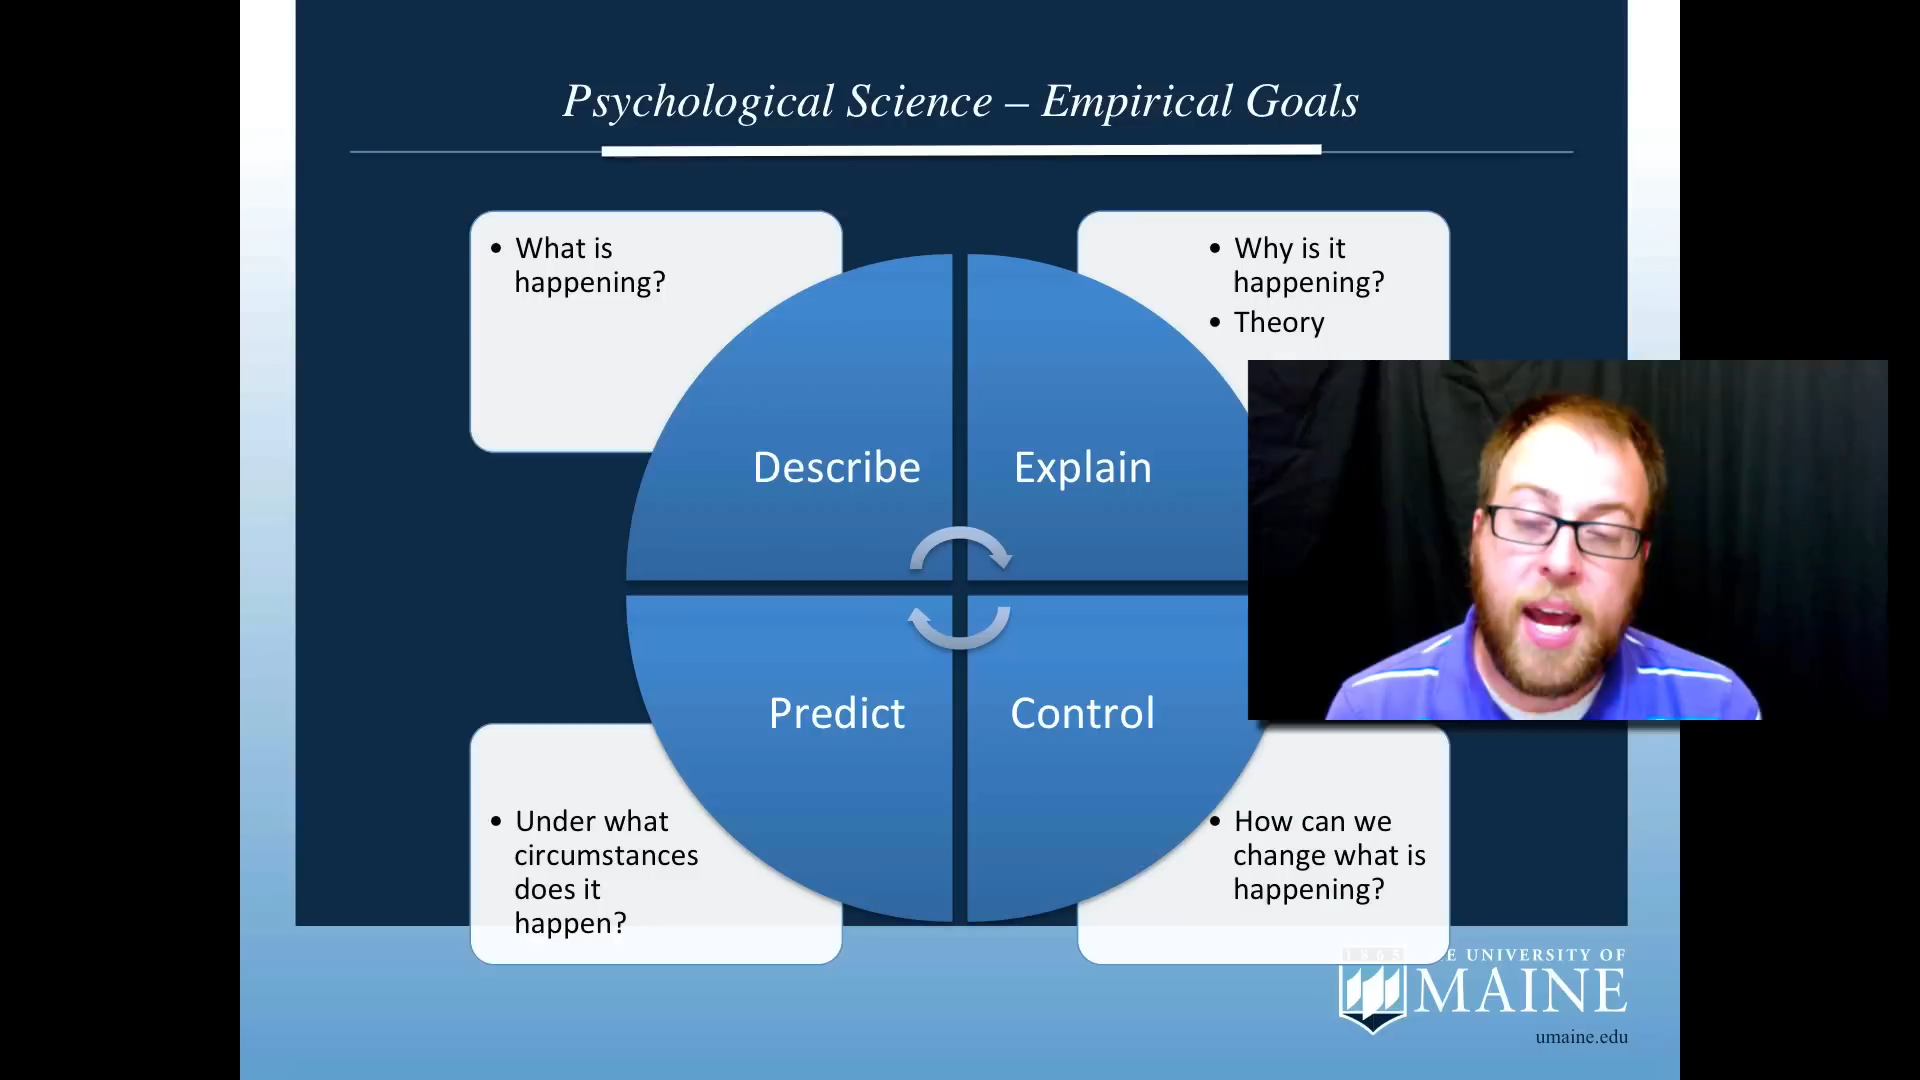 Psychological Science – Empirical Goals
• What is
happening?
• Why is it
happening?
• Theory
Describe
Explain
Predict
Control
• Under what
circumstances
does it
happen?
• How can we
change what is
happening?
1865
E UNIVERSITY OF
MAINE
umaine.edu